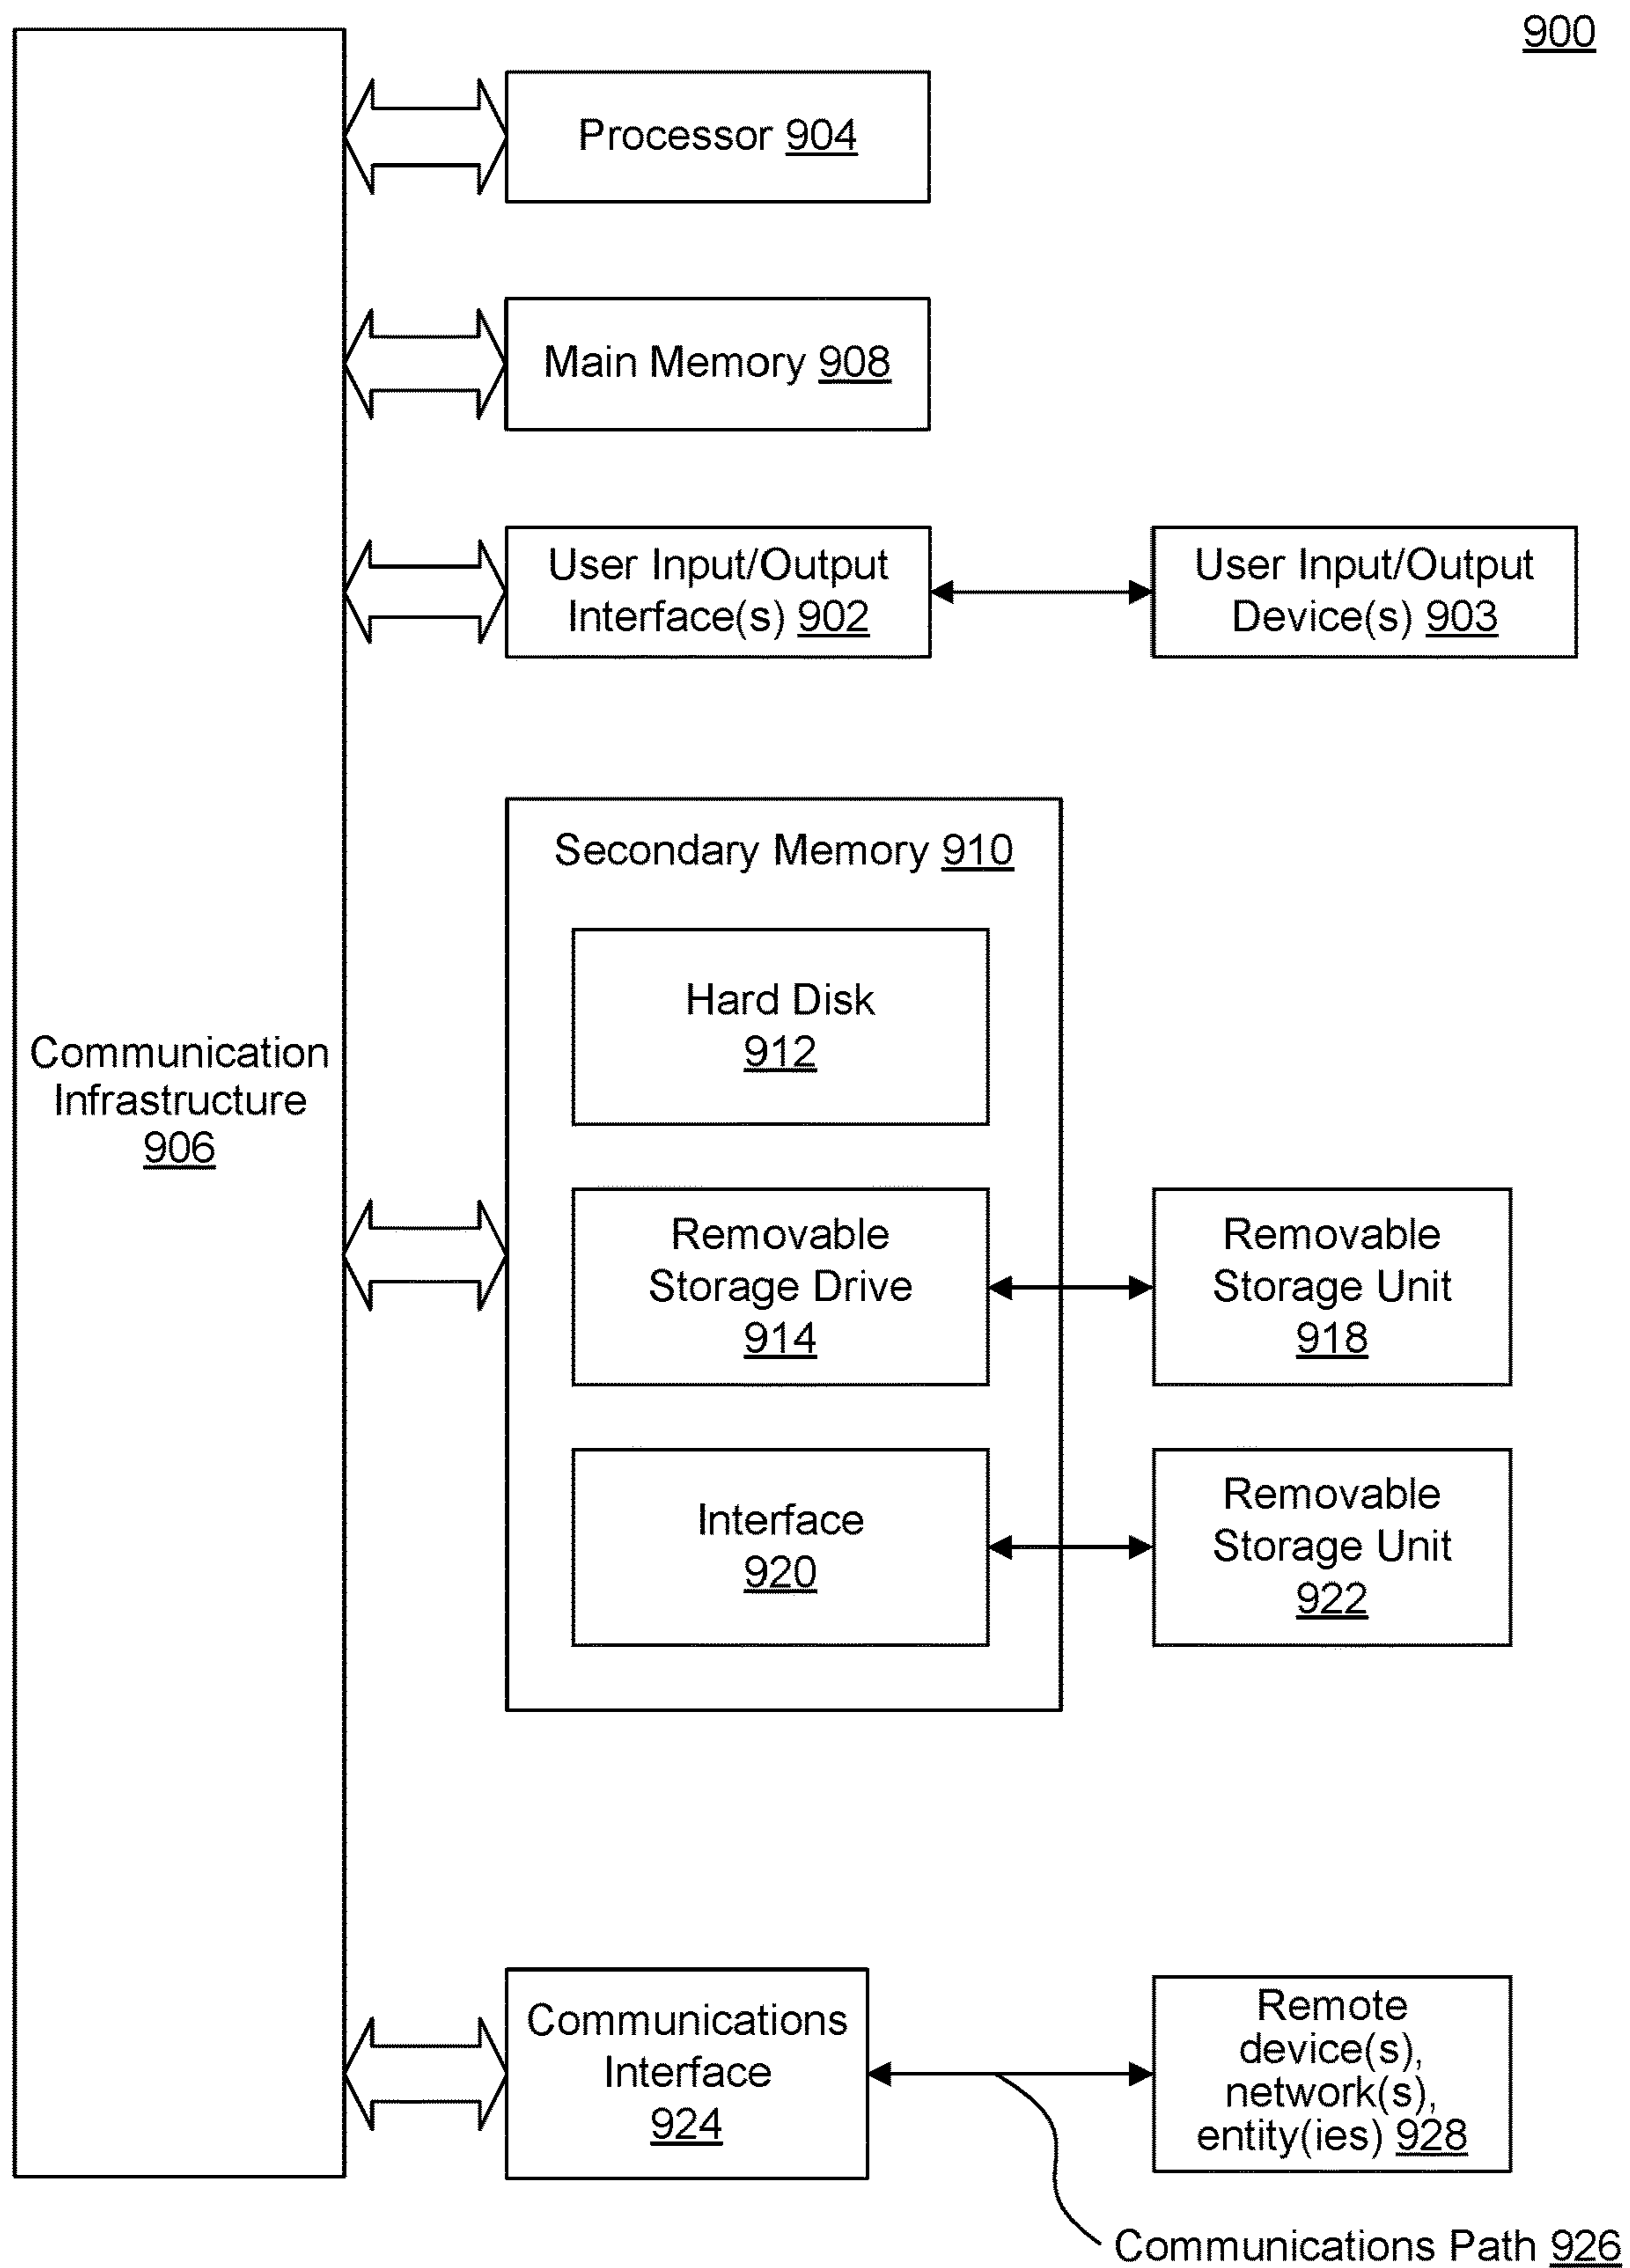 900
Processor 904
Main Memory 908
User Input/Output
Interface(s) 902
User Input/Output
Device(s) 903
Secondary Memory 910
Hard Disk
912
Communication
Infrastructure
906
Removable
Storage Drive
914
Removable
Storage Unit
918
Interface
920
Removable
Storage Unit
922
Communications
Interface
924
Remote
device(s),
network(s),
entity(ies) 928
Communications Path 926